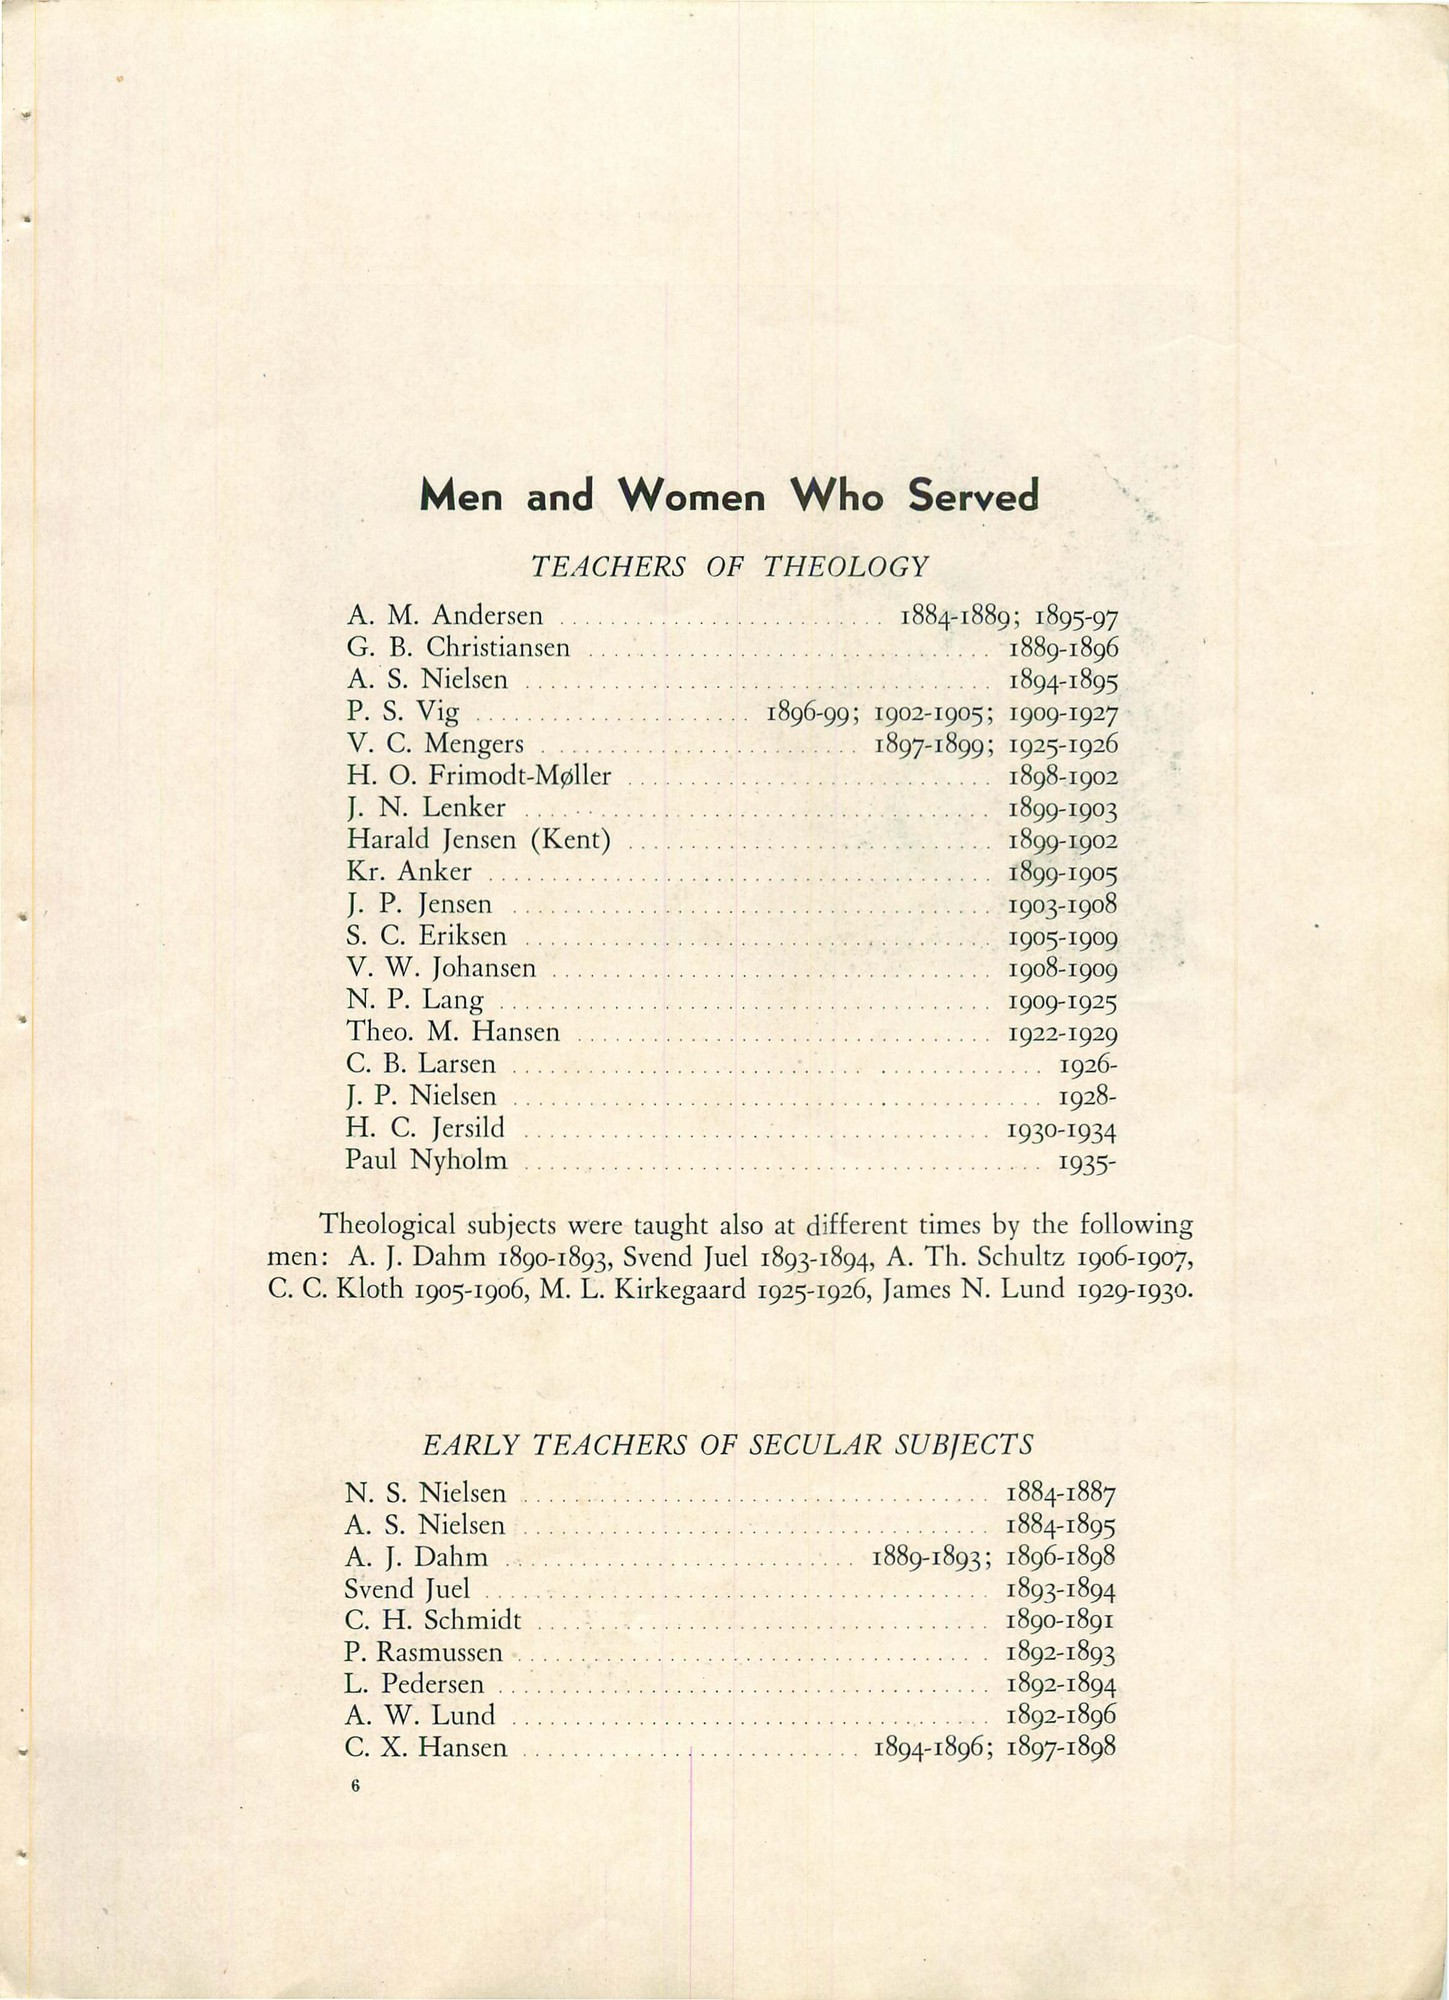 Men and Women Who Served
TEACHERS OF THEOLOGY
A. M. Andersen . . . . . . . . . . . . . . . . . . . . . . . . . . 1884-1889; 1895-97
G. B. Christiansen . . . . . . . . . . . . . . . . . . . . . . . . . . 1889-1896
A. S. Nielsen . . . . . . . . . . . . . . . . . . . . . . . . . . 1894-1895
P. S. Vig . . . . . . . . . . . . . . . . . . . . . . 1896-99; 1902-1905; 1909-1927
V. C. Mengers . . . . . . . . . . . . . . . . . . . . . . . . . . 1897-1899; 1925-1926
H. O. Frimodt-Møller . . . . . . . . . . . . . . . . . . . . . . . . . . 1898-1902
J. N. Lenker . . . . . . . . . . . . . . . . . . . . . . . . . . 1899-1903
Harald Jensen (Kent) . . . . . . . . . . . . . . . . . . . . . . . . . . 1899-1902
Kr. Anker . . . . . . . . . . . . . . . . . . . . . . . . . . 1899-1905
J. P. Jensen . . . . . . . . . . . . . . . . . . . . . . . . . . 1903-1908
S. C. Eriksen . . . . . . . . . . . . . . . . . . . . . . . . . . 1905-1909
V. W. Johansen . . . . . . . . . . . . . . . . . . . . . . . . . . 1908-1909
N. P. Lang . . . . . . . . . . . . . . . . . . . . . . . . . . 1909-1925
Theo. M. Hansen . . . . . . . . . . . . . . . . . . . . . . . . . . 1922-1929
C. B. Larsen . . . . . . . . . . . . . . . . . . . . . . . . . . 1926-
J. P. Nielsen . . . . . . . . . . . . . . . . . . . . . . . . . . 1928-
H. C. Jersild . . . . . . . . . . . . . . . . . . . . . . . . . . 1930-1934
Paul Nyholm . . . . . . . . . . . . . . . . . . . . . . . . . . 1935-
Theological subjects were taught also at different times by the following
men: A. J. Dahm 1890-1893, Svend Juel 1893-1894, A. Th. Schultz 1906-1907,
C. C. Kloth 1905-1906, M. L. Kirkegaard 1925-1926, James N. Lund 1929-1930.
EARLY TEACHERS OF SECULAR SUBJECTS
N. S. Nielsen . . . . . . . . . . . . . . . . . . . . . . . . . . 1884-1887
A. S. Nielsen . . . . . . . . . . . . . . . . . . . . . . . . . . 1884-1895
A. J. Dahm . . . . . . . . . . . . . . . . . . . . . . . . . . 1889-1893; 1896-1898
Svend Juel . . . . . . . . . . . . . . . . . . . . . . . . . . 1893-1894
C. H. Schmidt . . . . . . . . . . . . . . . . . . . . . . . . . . 1890-1891
P. Rasmussen . . . . . . . . . . . . . . . . . . . . . . . . . . 1892-1893
L. Pedersen . . . . . . . . . . . . . . . . . . . . . . . . . . 1892-1894
A. W. Lund . . . . . . . . . . . . . . . . . . . . . . . . . . 1892-1896
C. X. Hansen . . . . . . . . . . . . . . . . . . . . . . . . . . 1894-1896; 1897-1898
6